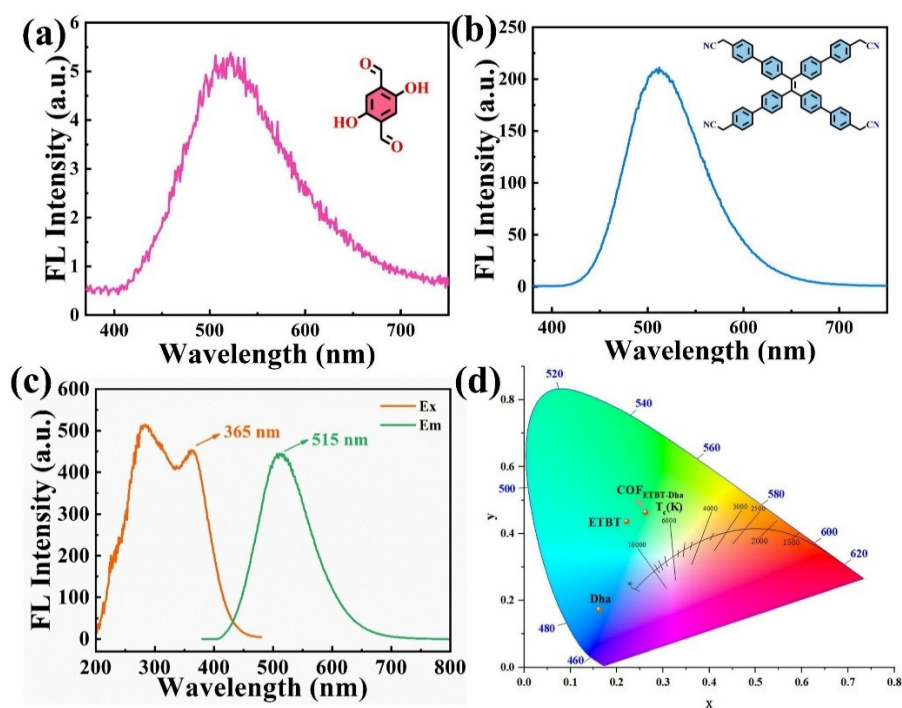 (a)
FL Intensity (a.u.)
6
5
4
3
2
1
0
400 500 600 700
Wavelength (nm)
O
OH
HO
O
(b)
FL Intensity (a.u.)
250
200
150
100
50
0
400 500 600 700
Wavelength (nm)
NC CN
NC CN
(c)
FL Intensity (a.u.)
600
500
400
300
200
100
0
200 300 400 500 600 700 800
Wavelength (nm)
Ex
Em
365 nm
515 nm
(d)
y
0.8
0.6
0.4
0.2
0.0
0.0 0.1 0.2 0.3 0.4 0.5 0.6 0.7 0.8
x
520
540
560
500
580
600
620
480
460
COF ETBT-Dha
Tc(K)
ETBT
Dha
10000
6000
4000
3000
2500
2000
1500
∞